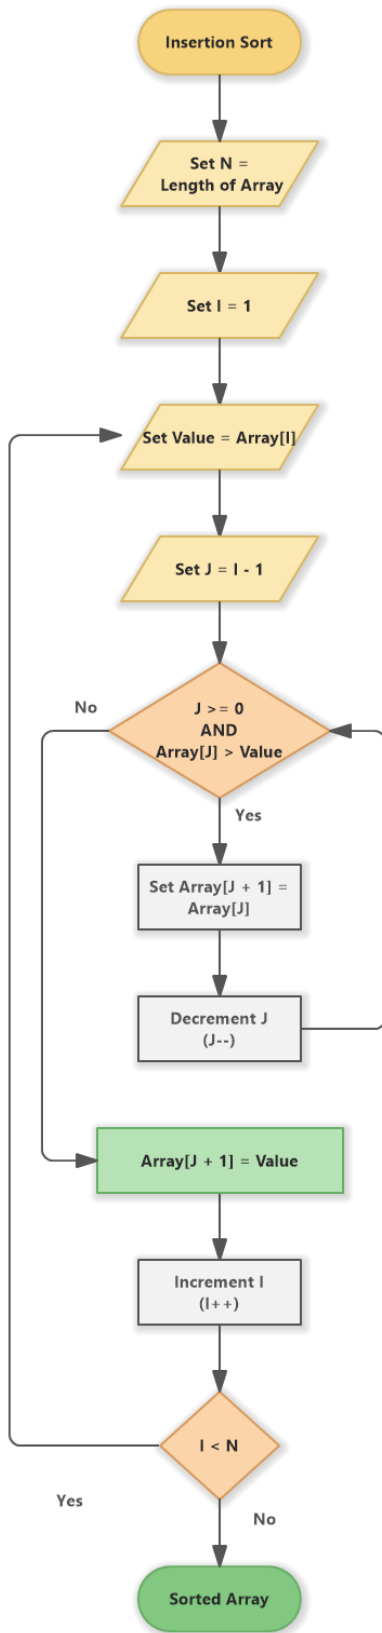 Insertion Sort
Set N =
Length of Array
Set I = 1
Set Value = Array[I]
Set J = I - 1
No
J >= 0
AND
Array[J] > Value
Yes
Set Array[J + 1] =
Array[J]
Decrement J
(J--)
Array[J + 1] = Value
Increment I
(I++)
I < N
Yes
No
Sorted Array